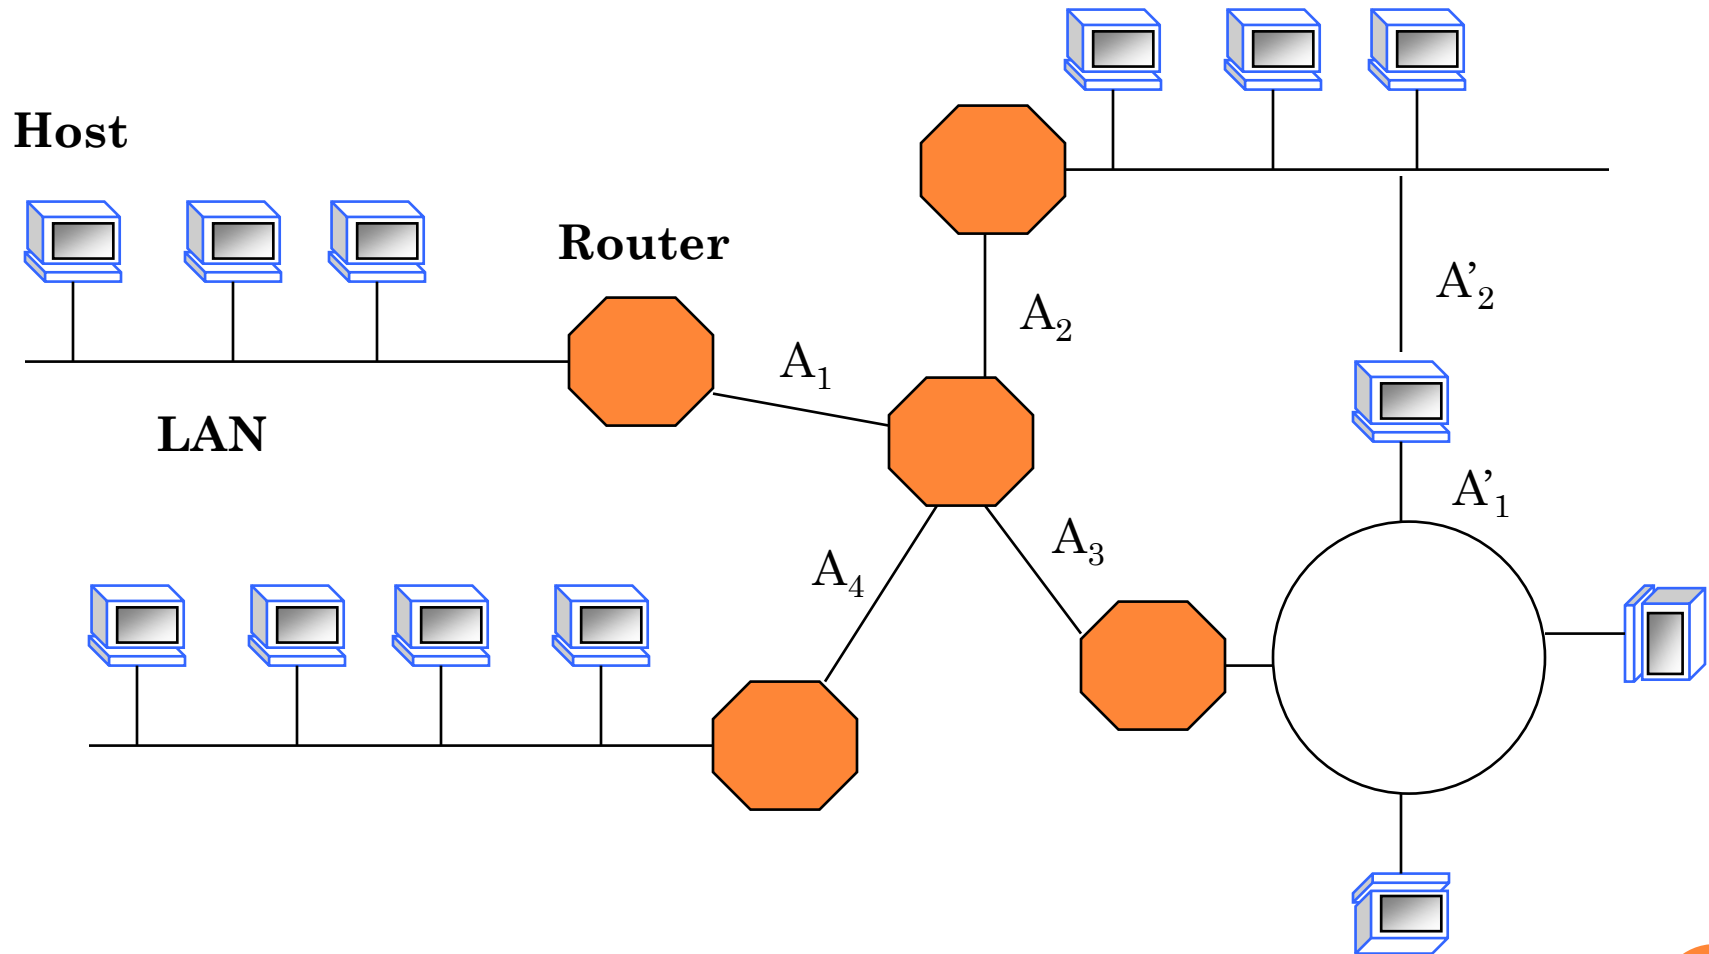 Host
Router
LAN
A₁
A₂
A'₂
A'₁
A₃
A₄